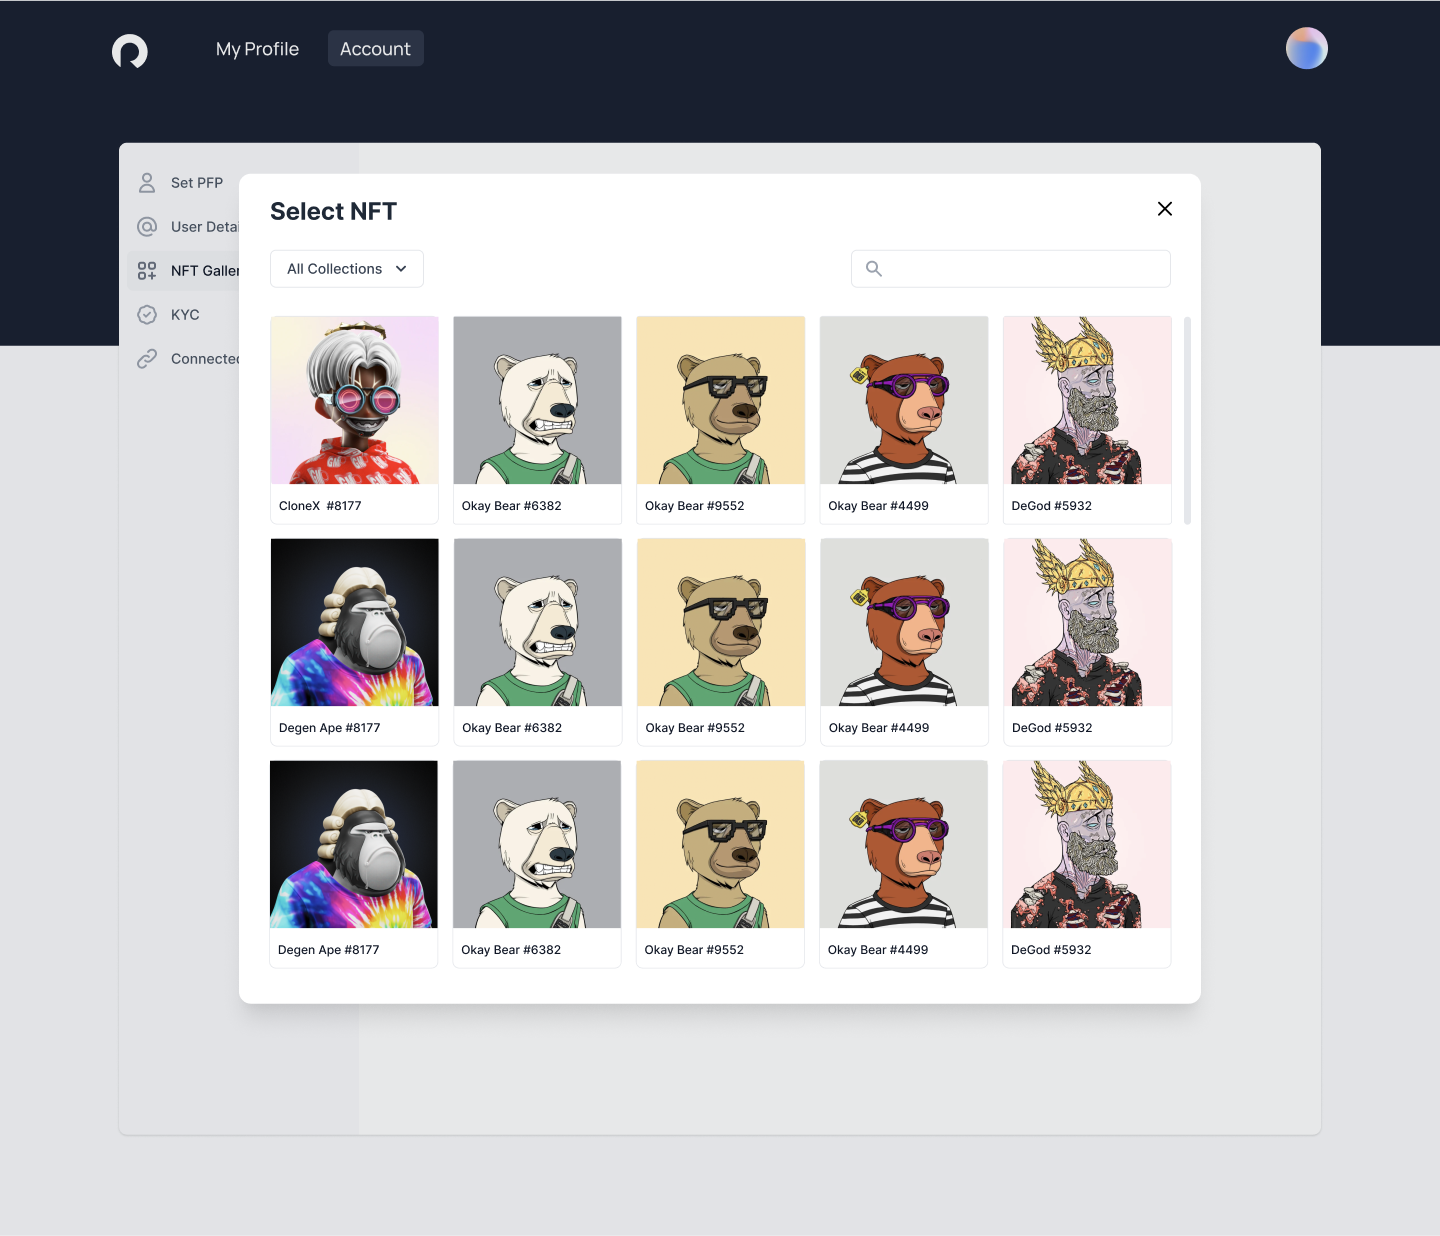 My Profile
Account
Set PFP
User Detai
NFT Galler
KYC
Connected
Select NFT
All Collections
CloneX #8177
Okay Bear #6382
Okay Bear #9552
Okay Bear #4499
DeGod #5932
Degen Ape #8177
Okay Bear #6382
Okay Bear #9552
Okay Bear #4499
DeGod #5932
Degen Ape #8177
Okay Bear #6382
Okay Bear #9552
Okay Bear #4499
DeGod #5932